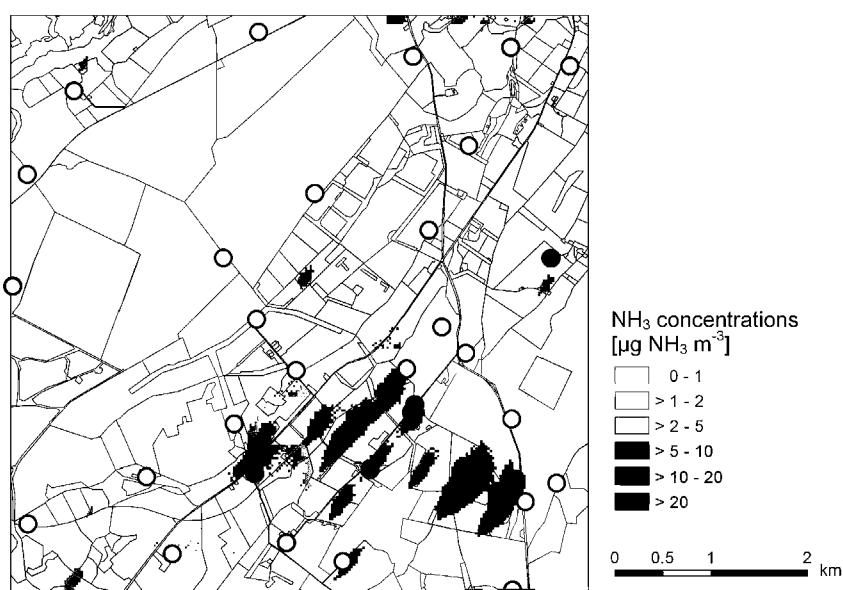 NH₃ concentrations
[µg NH₃ m⁻³]
0 - 1
> 1 - 2
> 2 - 5
> 5 - 10
> 10 - 20
> 20
0 0.5 1 2 km